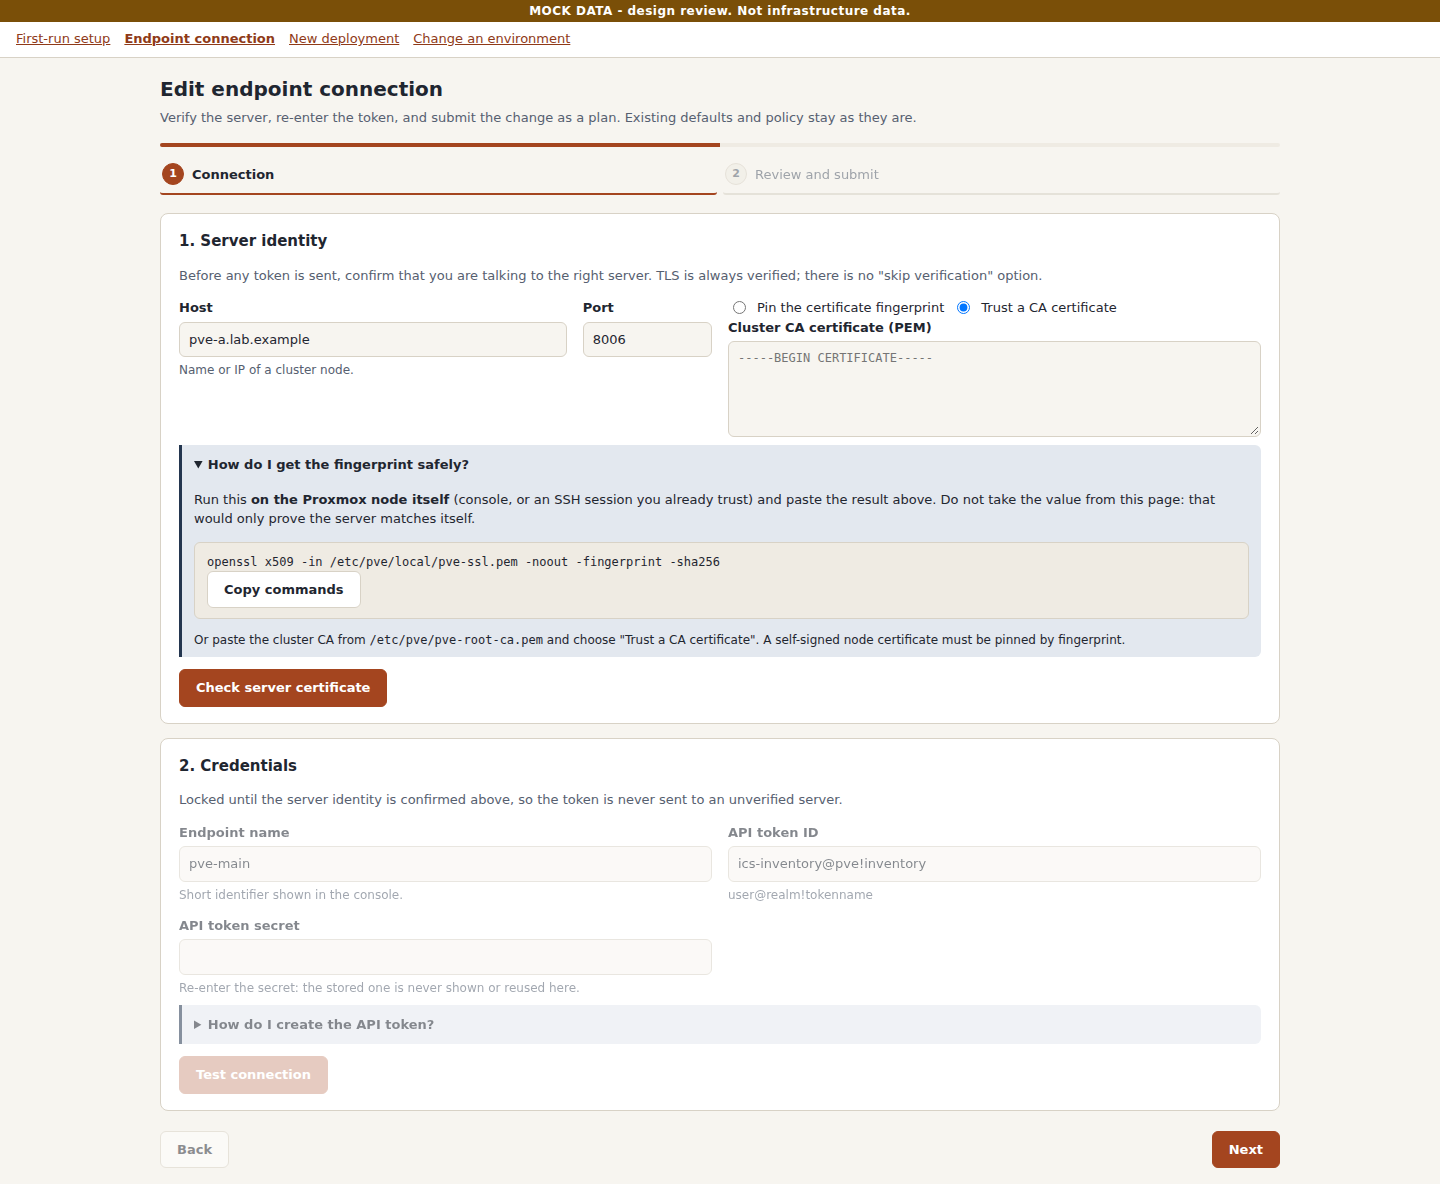 MOCK DATA - design review. Not infrastructure data.
First-run setup Endpoint connection New deployment Change an environment
Edit endpoint connection
Verify the server, re-enter the token, and submit the change as a plan. Existing defaults and policy stay as they are.
1 Connection
2 Review and submit
1. Server identity
Before any token is sent, confirm that you are talking to the right server. TLS is always verified; there is no "skip verification" option.
Host
pve-a.lab.example
Name or IP of a cluster node.
Port
8006
Pin the certificate fingerprint Trust a CA certificate
Cluster CA certificate (PEM)
-----BEGIN CERTIFICATE-----
How do I get the fingerprint safely?
Run this on the Proxmox node itself (console, or an SSH session you already trust) and paste the result above. Do not take the value from this page: that
would only prove the server matches itself.
openssl x509 -in /etc/pve/local/pve-ssl.pem -noout -fingerprint -sha256
Copy commands
Or paste the cluster CA from /etc/pve/pve-root-ca.pem and choose "Trust a CA certificate". A self-signed node certificate must be pinned by fingerprint.
Check server certificate
2. Credentials
Locked until the server identity is confirmed above, so the token is never sent to an unverified server.
Endpoint name
pve-main
Short identifier shown in the console.
API token ID
ics-inventory@pve!inventory
user@realm!tokenname
API token secret
Re-enter the secret: the stored one is never shown or reused here.
How do I create the API token?
Test connection
Back
Next